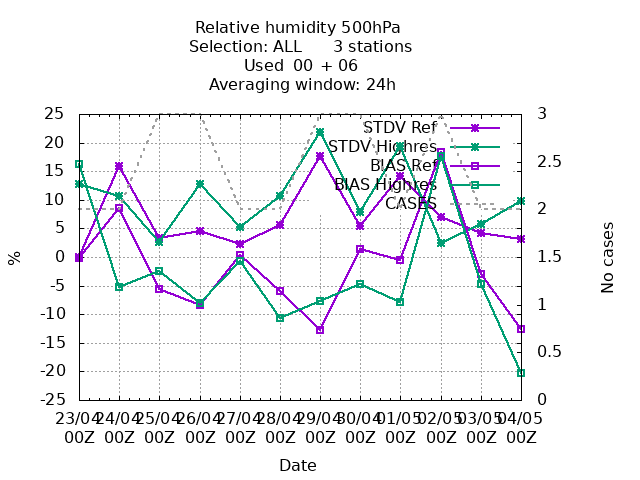 Relative humidity 500hPa
Selection: ALL 3 stations
Used 00 + 06
Averaging window: 24h
STDV Ref
STDV Highres
BIAS Ref
BIAS Highres
CASES
%
25
20
15
10
5
0
-5
-10
-15
-20
-25
No cases
3
2.5
2
1.5
1
0.5
0
23/04 24/04 25/04 26/04 27/04 28/04 29/04 30/04 01/05 02/05 03/05 04/05
00Z 00Z 00Z 00Z 00Z 00Z 00Z 00Z 00Z 00Z 00Z 00Z
Date